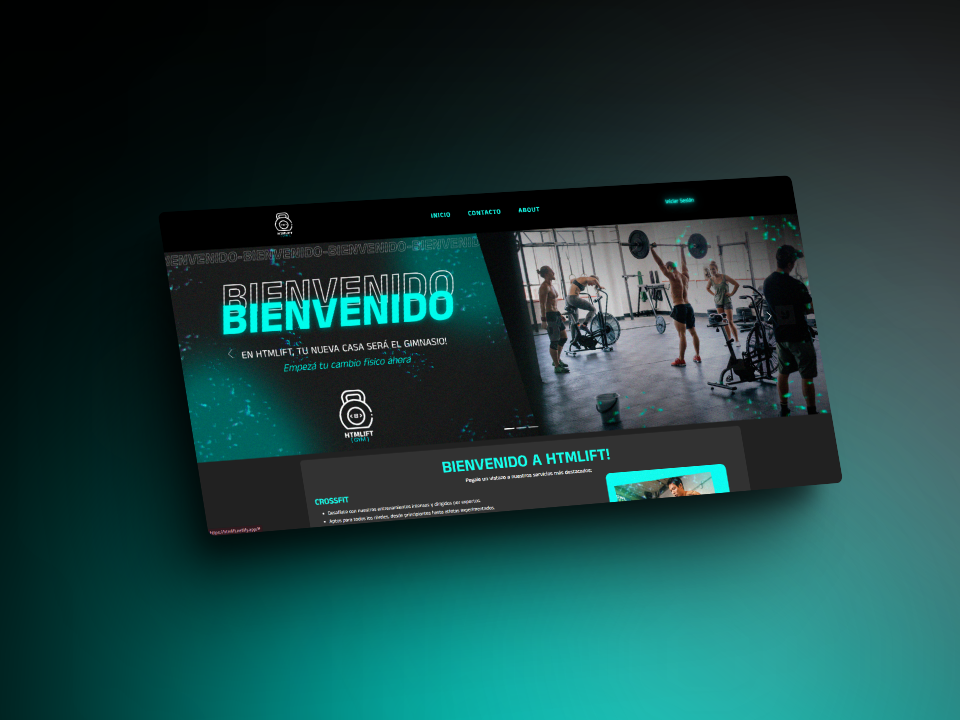 HTMLIFT
INICIO CONTACTO ABOUT Iniciar Sesión
BIENVENIDO-BIENVENIDO-BIENVENIDO-BIENVENIDO
BIENVENIDO
BIENVENIDO
EN HTMLIFT, TU NUEVA CASA SERÁ EL GIMNASIO!
Empezá tu cambio físico ahora
HTMLIFT
[GYM]
BIENVENIDO A HTMLIFT!
Pegale un vistazo a nuestros servicios más destacados:
CROSSFIT
Desafíate con nuestros entrenamientos intensos y dirigidos por expertos.
Aptos para todos los niveles, desde principiantes hasta atletas experimentados.